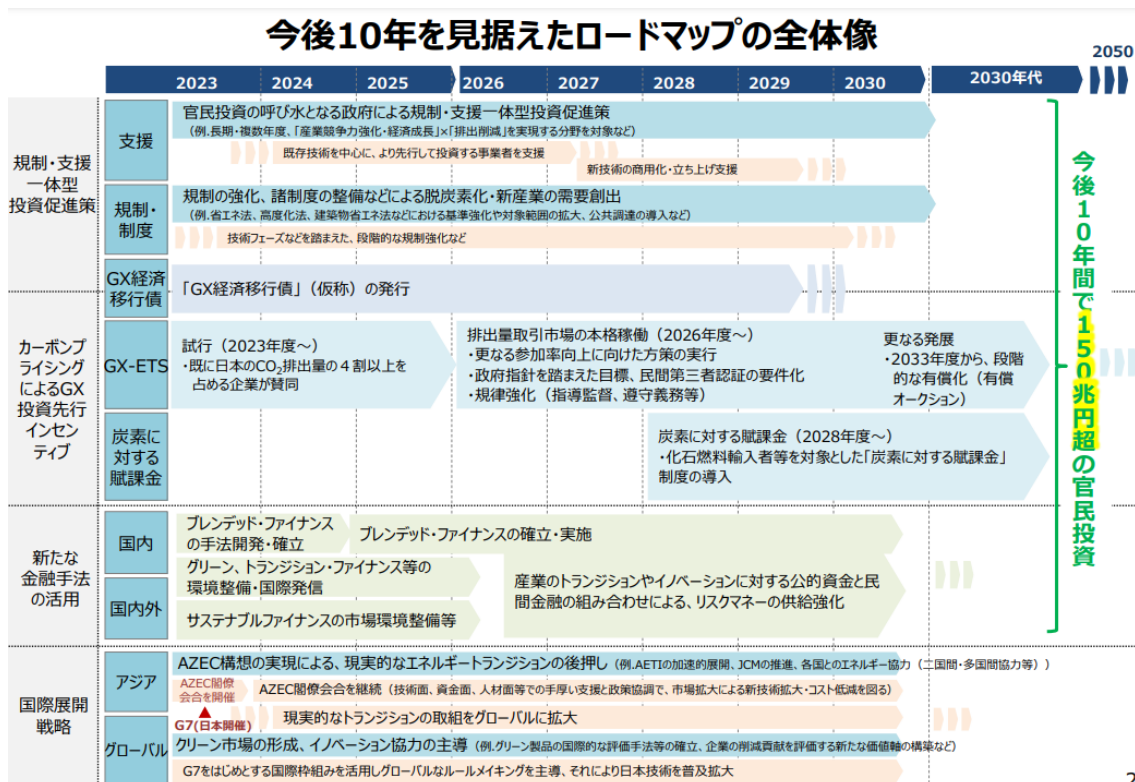 今後10年を見据えたロードマップの全体像
2050
2023
2024
2025
2026
2027
2028
2029
2030
2030年代
規制・支援
一体型
投資促進策
支援
官民投資の呼び水となる政府による規制・支援一体型投資促進策
（例.長期・複数年度、「産業競争力強化・経済成長」×「排出削減」を実現する分野を対象など）
既存技術を中心に、より先行して投資する事業者を支援
新技術の商用化・立ち上げ支援
規制・
制度
規制の強化、諸制度の整備などによる脱炭素化・新産業の需要創出
（例.省エネ法、高度化法、建築物省エネ法などにおける基準強化や対象範囲の拡大、公共調達の導入など）
技術フェーズなどを踏まえた、段階的な規制強化など
GX経済
移行債
「GX経済移行債」（仮称）の発行
カーボンプ
ライシング
によるGX
投資先行
インセン
ティブ
GX-ETS
試行（2023年度～）
・既に日本のCO₂排出量の４割以上を
占める企業が賛同
排出量取引市場の本格稼働（2026年度～）
・更なる参加率向上に向けた方策の実行
・政府指針を踏まえた目標、民間第三者認証の要件化
・規律強化（指導監督、遵守義務等）
更なる発展
・2033年度から、段階
的な有償化（有償
オークション）
炭素に
対する
賦課金
炭素に対する賦課金（2028年度～）
・化石燃料輸入者等を対象とした「炭素に対する賦課金」
制度の導入
今後10年間で150兆円超の官民投資
新たな
金融手法
の活用
国内
ブレンデッド・ファイナンス
の手法開発・確立
ブレンデッド・ファイナンスの確立・実施
国内外
グリーン、トランジション・ファイナンス等の
環境整備・国際発信
サステナブルファイナンスの市場環境整備等
産業のトランジションやイノベーションに対する公的資金と民
間金融の組み合わせによる、リスクマネーの供給強化
国際展開
戦略
アジア
AZEC構想の実現による、現実的なエネルギートランジションの後押し（例.AETIの加速的展開、JCMの推進、各国とのエネルギー協力（二国間・多国間協力等））
AZEC閣僚
会合を開催
AZEC閣僚会合を継続（技術面、資金面、人材面等での手厚い支援と政策協調で、市場拡大による新技術拡大・コスト低減を図る）
G7(日本開催)
現実的なトランジションの取組をグローバルに拡大
グローバル
クリーン市場の形成、イノベーション協力の主導（例.グリーン製品の国際的な評価手法等の確立、企業の削減貢献を評価する新たな価値軸の構築など）
G7をはじめとする国際枠組みを活用しグローバルなルールメイキングを主導、それにより日本技術を普及拡大